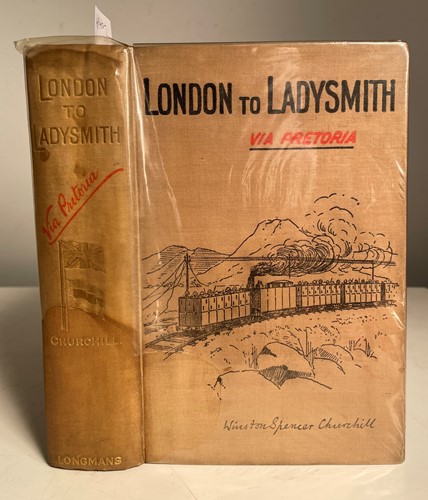 LONDON
TO
LADYSMITH
Via Pretoria
CHURCHILL.
LONGMANS
LONDON TO LADYSMITH
VIA PRETORIA
Winston Spencer Churchill